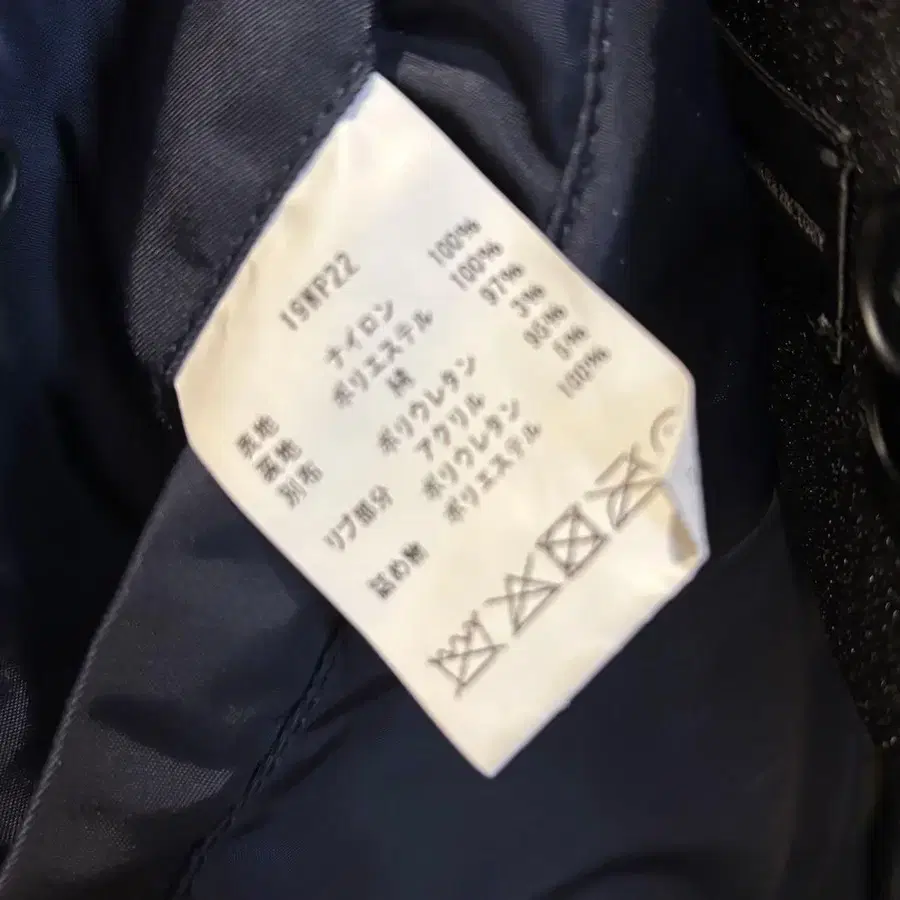 19WP22
表地 ナイロン 100%
裏地 ポリエステル 100%
別布 綿 97%
ポリウレタン 3%
リブ部分 アクリル 95%
ポリウレタン 5%
詰め物 ポリエステル 100%